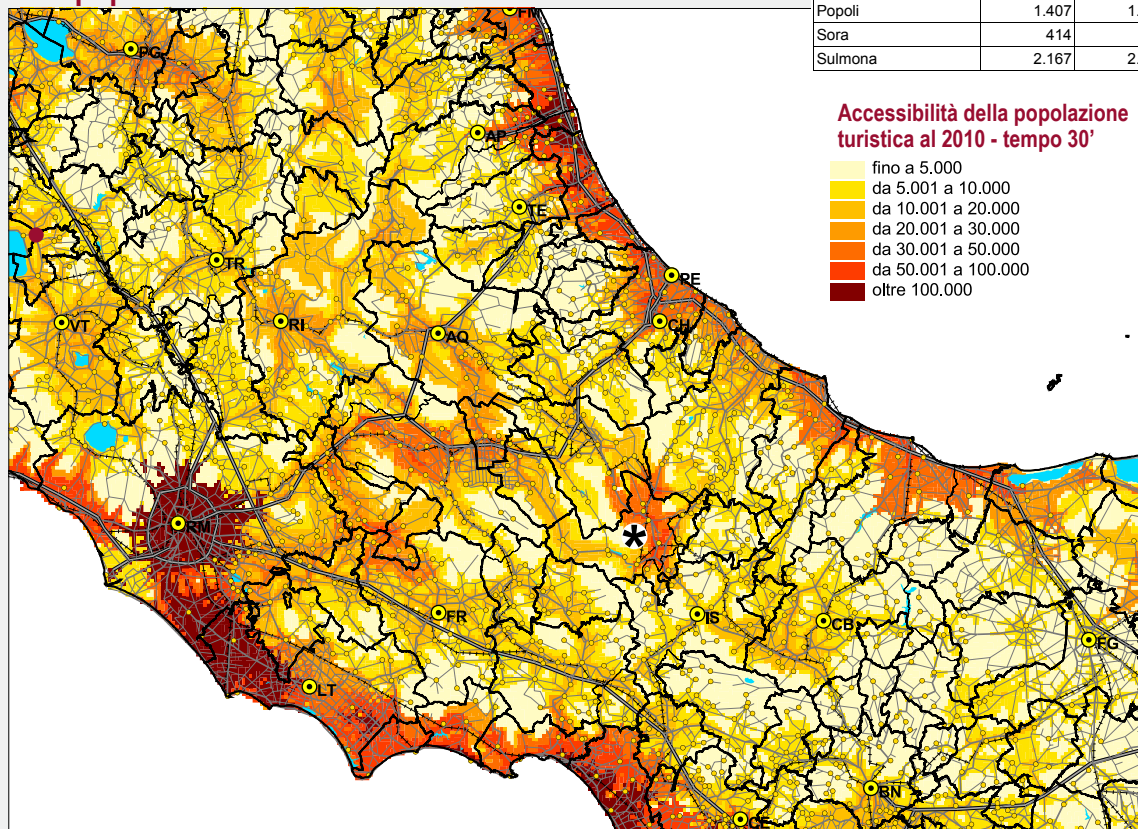 Popoli 1.407 1.
Sora 414
Sulmona 2.167 2.
Accessibilità della popolazione
turistica al 2010 - tempo 30'
fino a 5.000
da 5.001 a 10.000
da 10.001 a 20.000
da 20.001 a 30.000
da 30.001 a 50.000
da 50.001 a 100.000
oltre 100.000
PG
AP
TE
TR
PE
VT
RI
AQ
CH
RM
*
FR
IS
CB
FG
LT
BN
CE